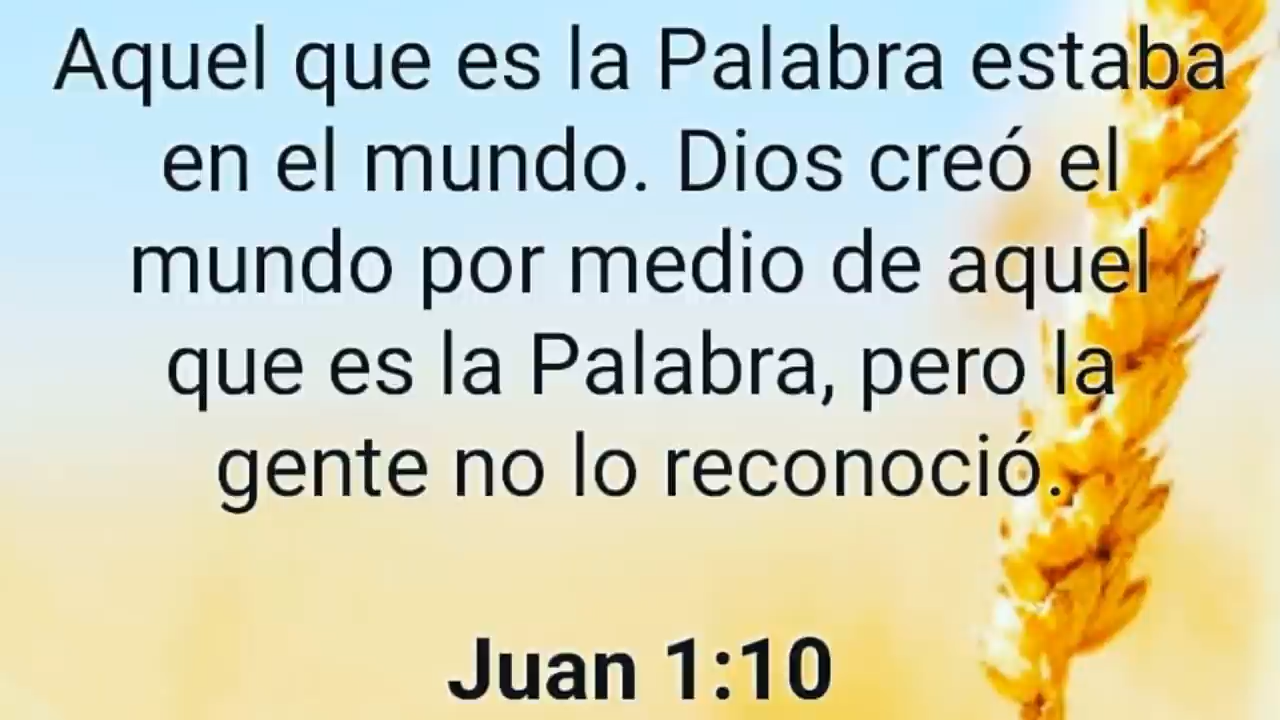 Aquel que es la Palabra estaba
en el mundo. Dios creó el
mundo por medio de aquel
que es la Palabra, pero la
gente no lo reconoció.
Juan 1:10